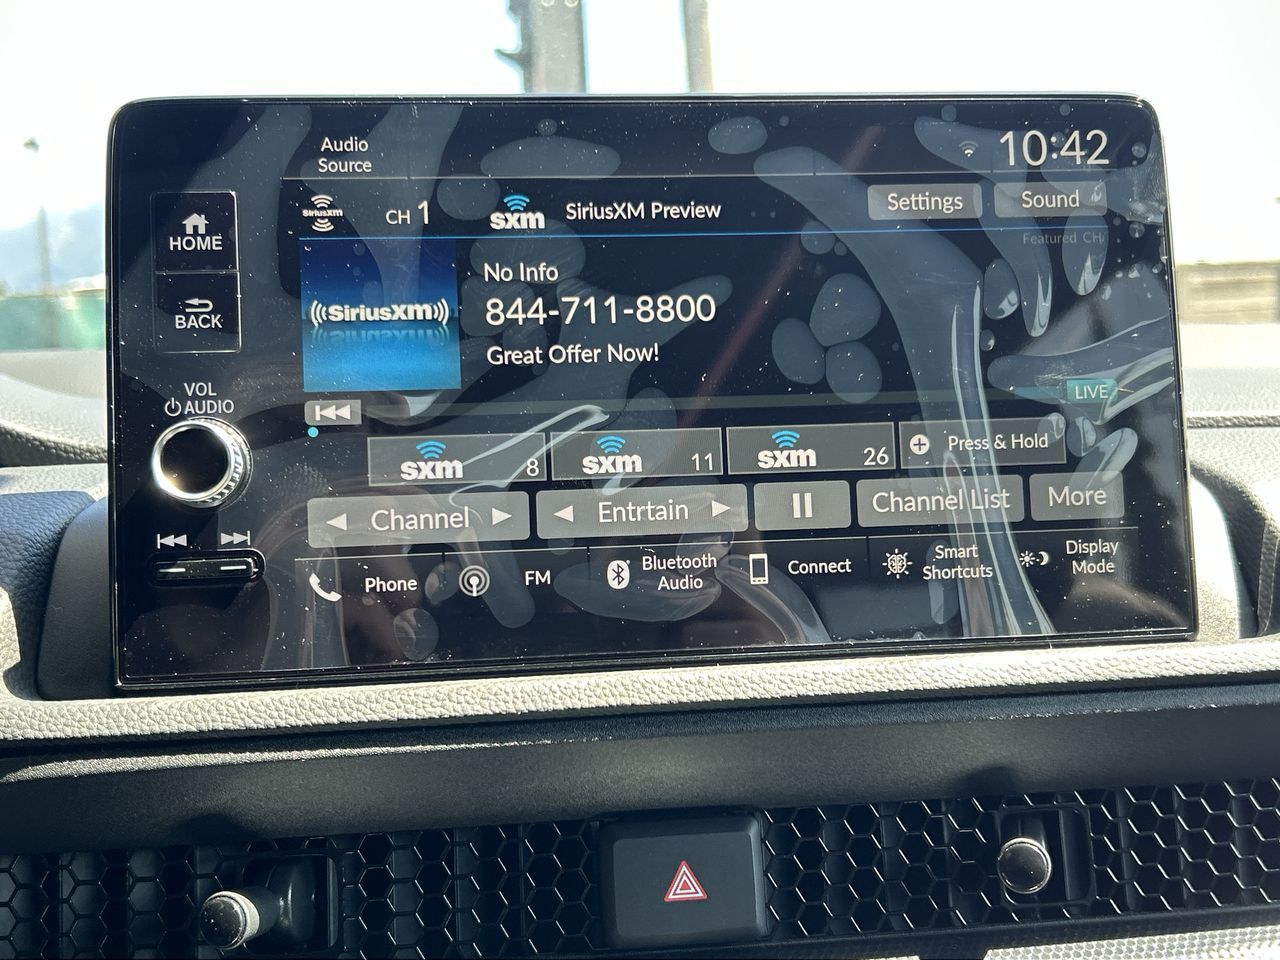 Audio
Source
10:42
HOME
BACK
VOL
AUDIO
SiriusXM
CH 1
sxm
SiriusXM Preview
Settings
Sound
Featured CH
((SiriusXM))
No Info
844-711-8800
Great Offer Now!
LIVE
sxm 8
sxm 11
sxm 26
Press & Hold
Channel
Entrtain
Channel List
More
Phone
FM
Bluetooth
Audio
Connect
Smart
Shortcuts
Display
Mode